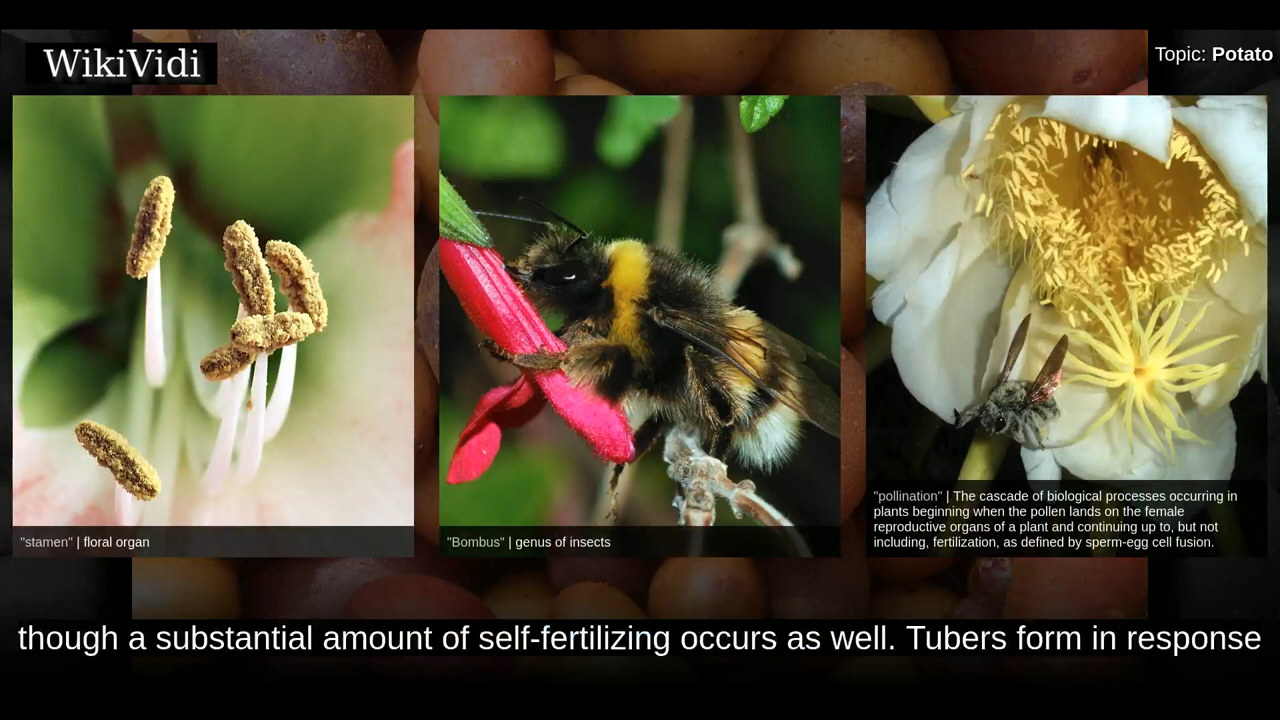 WikiVidi
Topic: Potato
"stamen" | floral organ
"Bombus" | genus of insects
"pollination" | The cascade of biological processes occurring in
plants beginning when the pollen lands on the female
reproductive organs of a plant and continuing up to, but not
including, fertilization, as defined by sperm-egg cell fusion.
though a substantial amount of self-fertilizing occurs as well. Tubers form in response